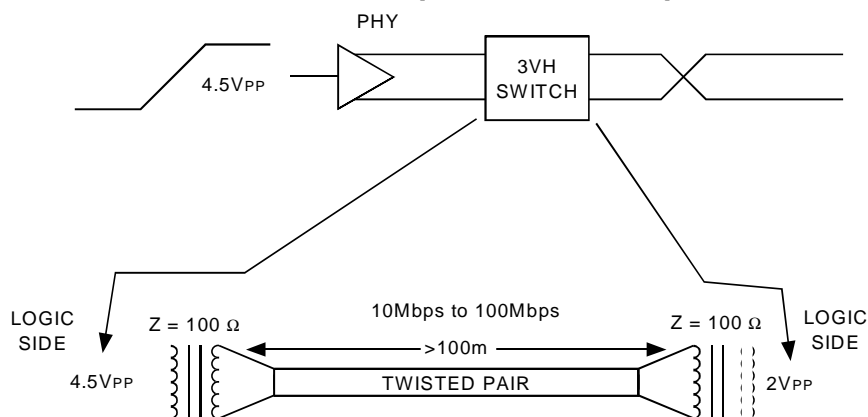 PHY
4.5VPP
3VH
SWITCH
10Mbps to 100Mbps
LOGIC
SIDE
Z = 100 Ω
Z = 100 Ω
LOGIC
SIDE
>100m
4.5VPP
TWISTED PAIR
2VPP